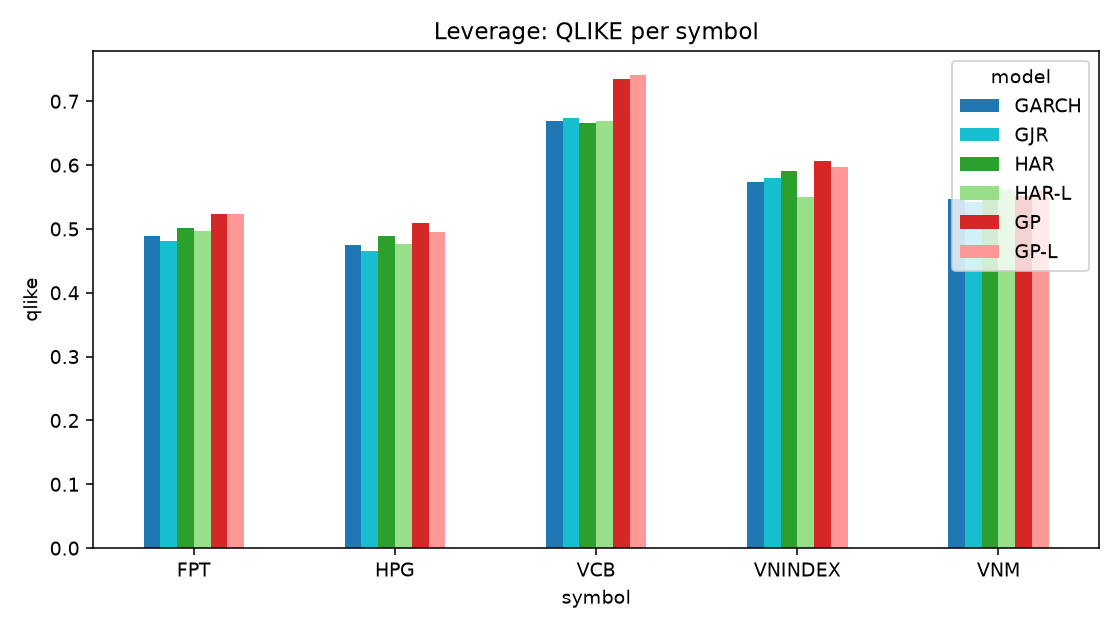 Leverage: QLIKE per symbol
model
GARCH
GJR
HAR
HAR-L
GP
GP-L
qlike
0.7
0.6
0.5
0.4
0.3
0.2
0.1
0.0
FPT HPG VCB VNINDEX VNM
symbol